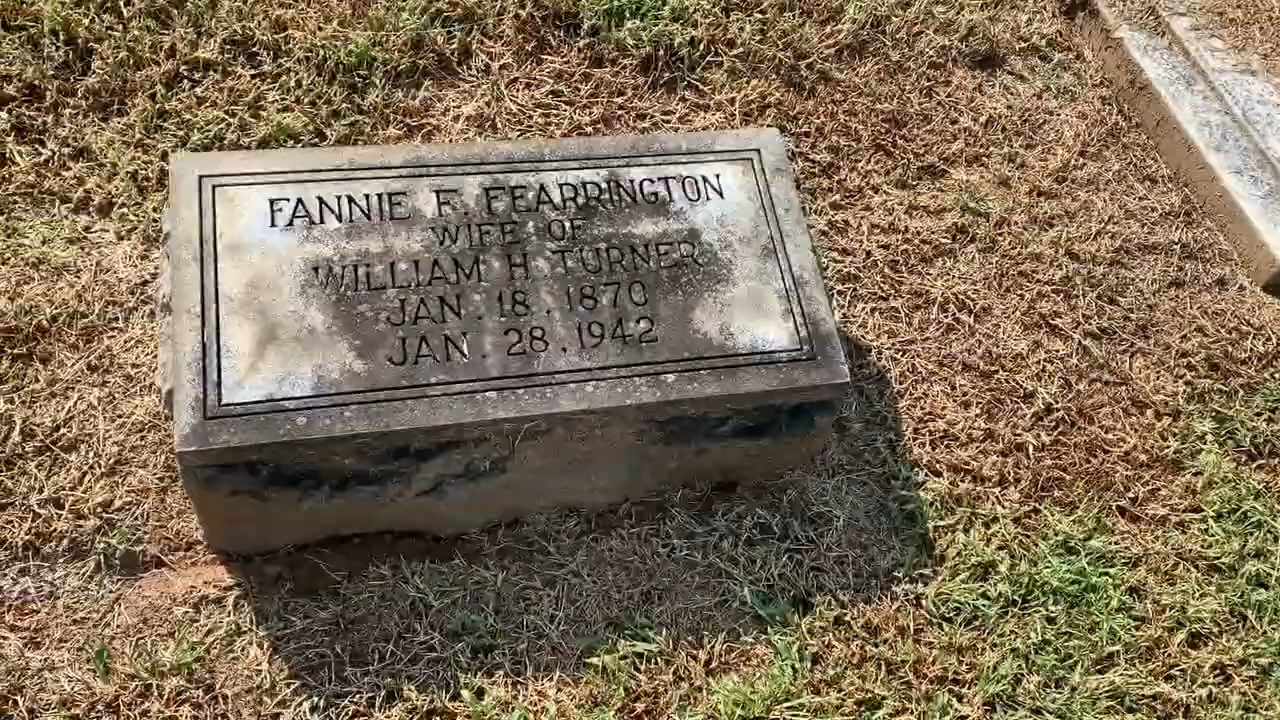 FANNIE F. FEARRINGTON
WIFE OF
WILLIAM H. TURNER
JAN. 18, 1870
JAN. 28, 1942